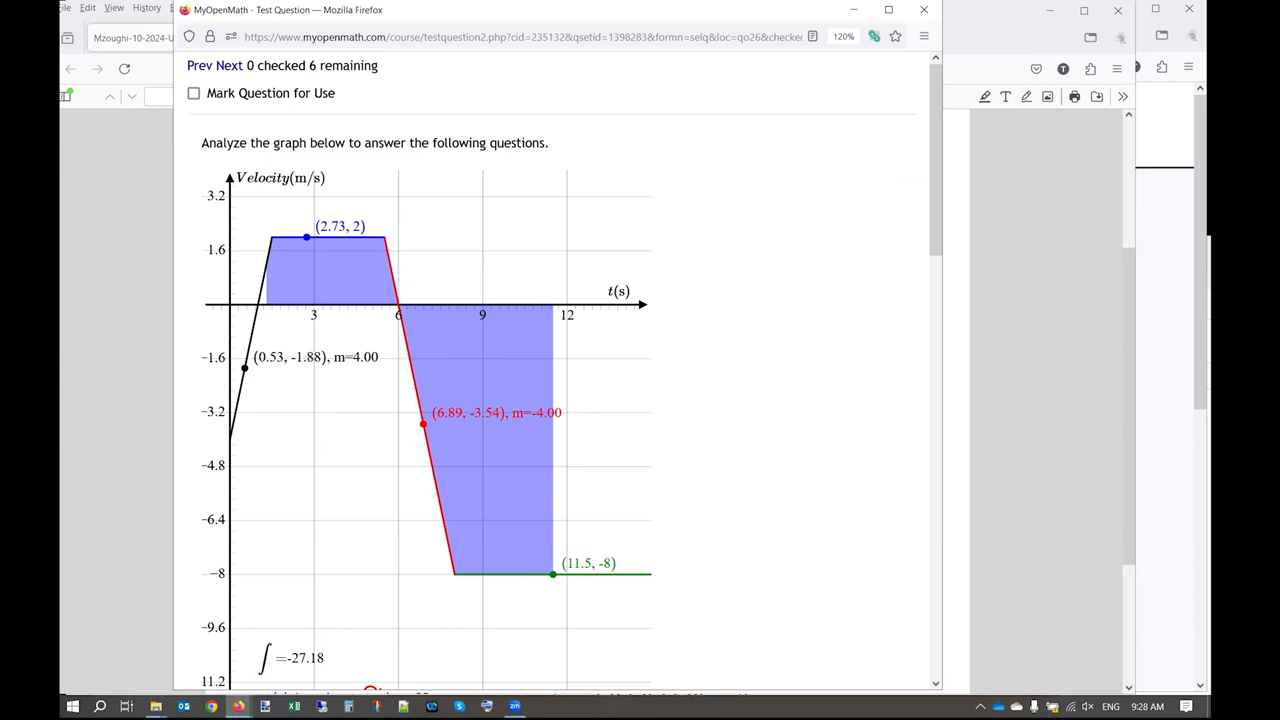 File Edit View History
MyOpenMath - Test Question — Mozilla Firefox
Mzoughi-10-2024-U
https://www.myopenmath.com/course/testquestion2.php?cid=235132&qsetid=1398283&formn=selq&loc=qo26&checked
120%
Prev Next 0 checked 6 remaining
Mark Question for Use
Analyze the graph below to answer the following questions.
Velocity(m/s)
3.2
(2.73, 2)
1.6
t(s)
3
6
9
12
−1.6
(0.53, -1.88), m=4.00
−3.2
(6.89, -3.54), m=-4.00
−4.8
−6.4
(11.5, -8)
−8
−9.6
∫ =-27.18
11.2
ENG
9:28 AM